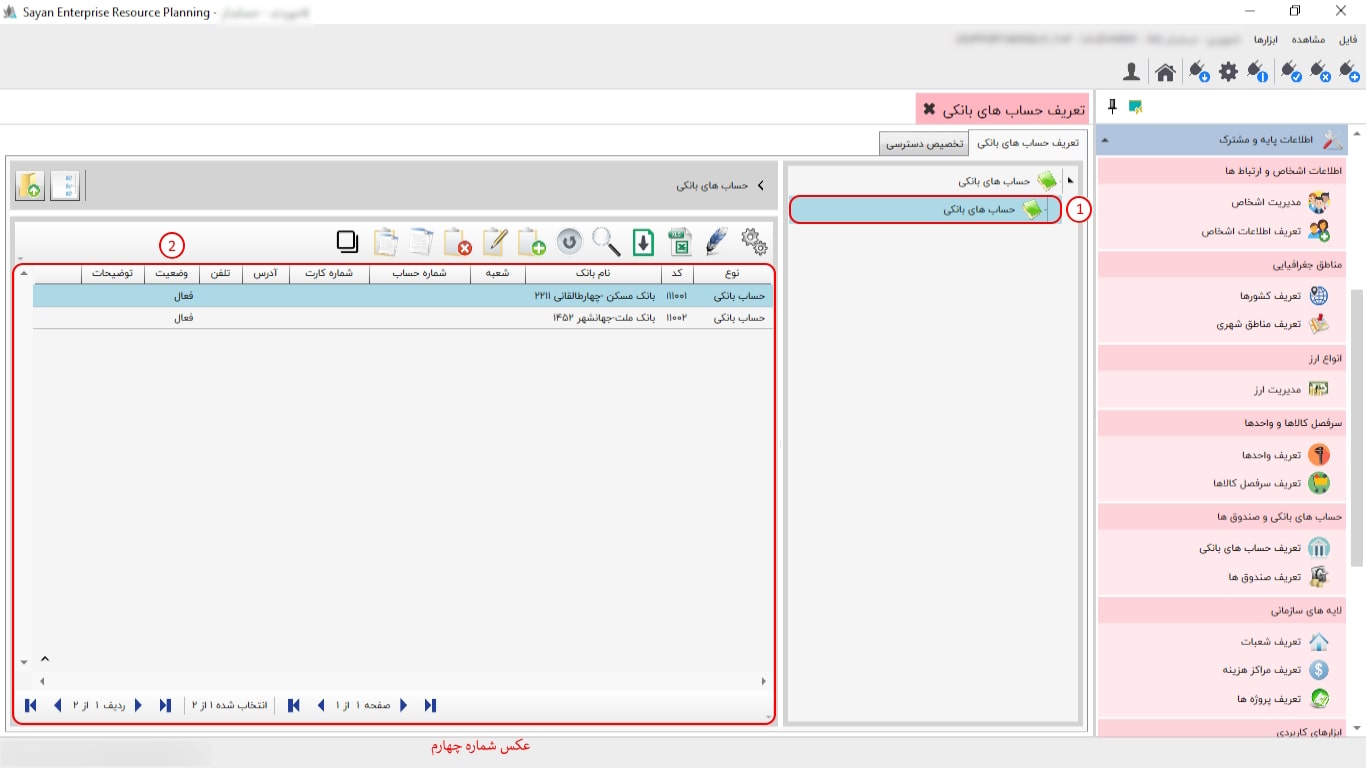 Sayan Enterprise Resource Planning -
فایل مشاهده ابزارها
تعریف حساب های بانکی
تعریف حساب های بانکی تخصیص دسترسی
اطلاعات پایه و مشترک
اطلاعات اشخاص و ارتباط ها
مدیریت اشخاص
تعریف اطلاعات اشخاص
مناطق جغرافیایی
تعریف کشورها
تعریف مناطق شهری
انواع ارز
مدیریت ارز
سرفصل کالاها و واحدها
تعریف واحدها
تعریف سرفصل کالاها
حساب های بانکی و صندوق ها
تعریف حساب های بانکی
تعریف صندوق ها
لایه های سازمانی
تعریف شعبات
تعریف مراکز هزینه
تعریف پروژه ها
ابزارهای کاربردی
حساب های بانکی
حساب های بانکی
1
حساب های بانکی
2
نوع کد نام بانک شعبه شماره حساب شماره کارت آدرس تلفن وضعیت توضیحات
حساب بانکی ۱۱۱۰۰۱ بانک مسکن -چهارطالقانی ۲۲۱۱ فعال
حساب بانکی ۱۱۰۰۲ بانک ملت-جهانشهر ۱۴۵۲ فعال
صفحه ۱ از ۱ انتخاب شده ۱ از ۲ ردیف ۱ از ۲
عکس شماره چهارم